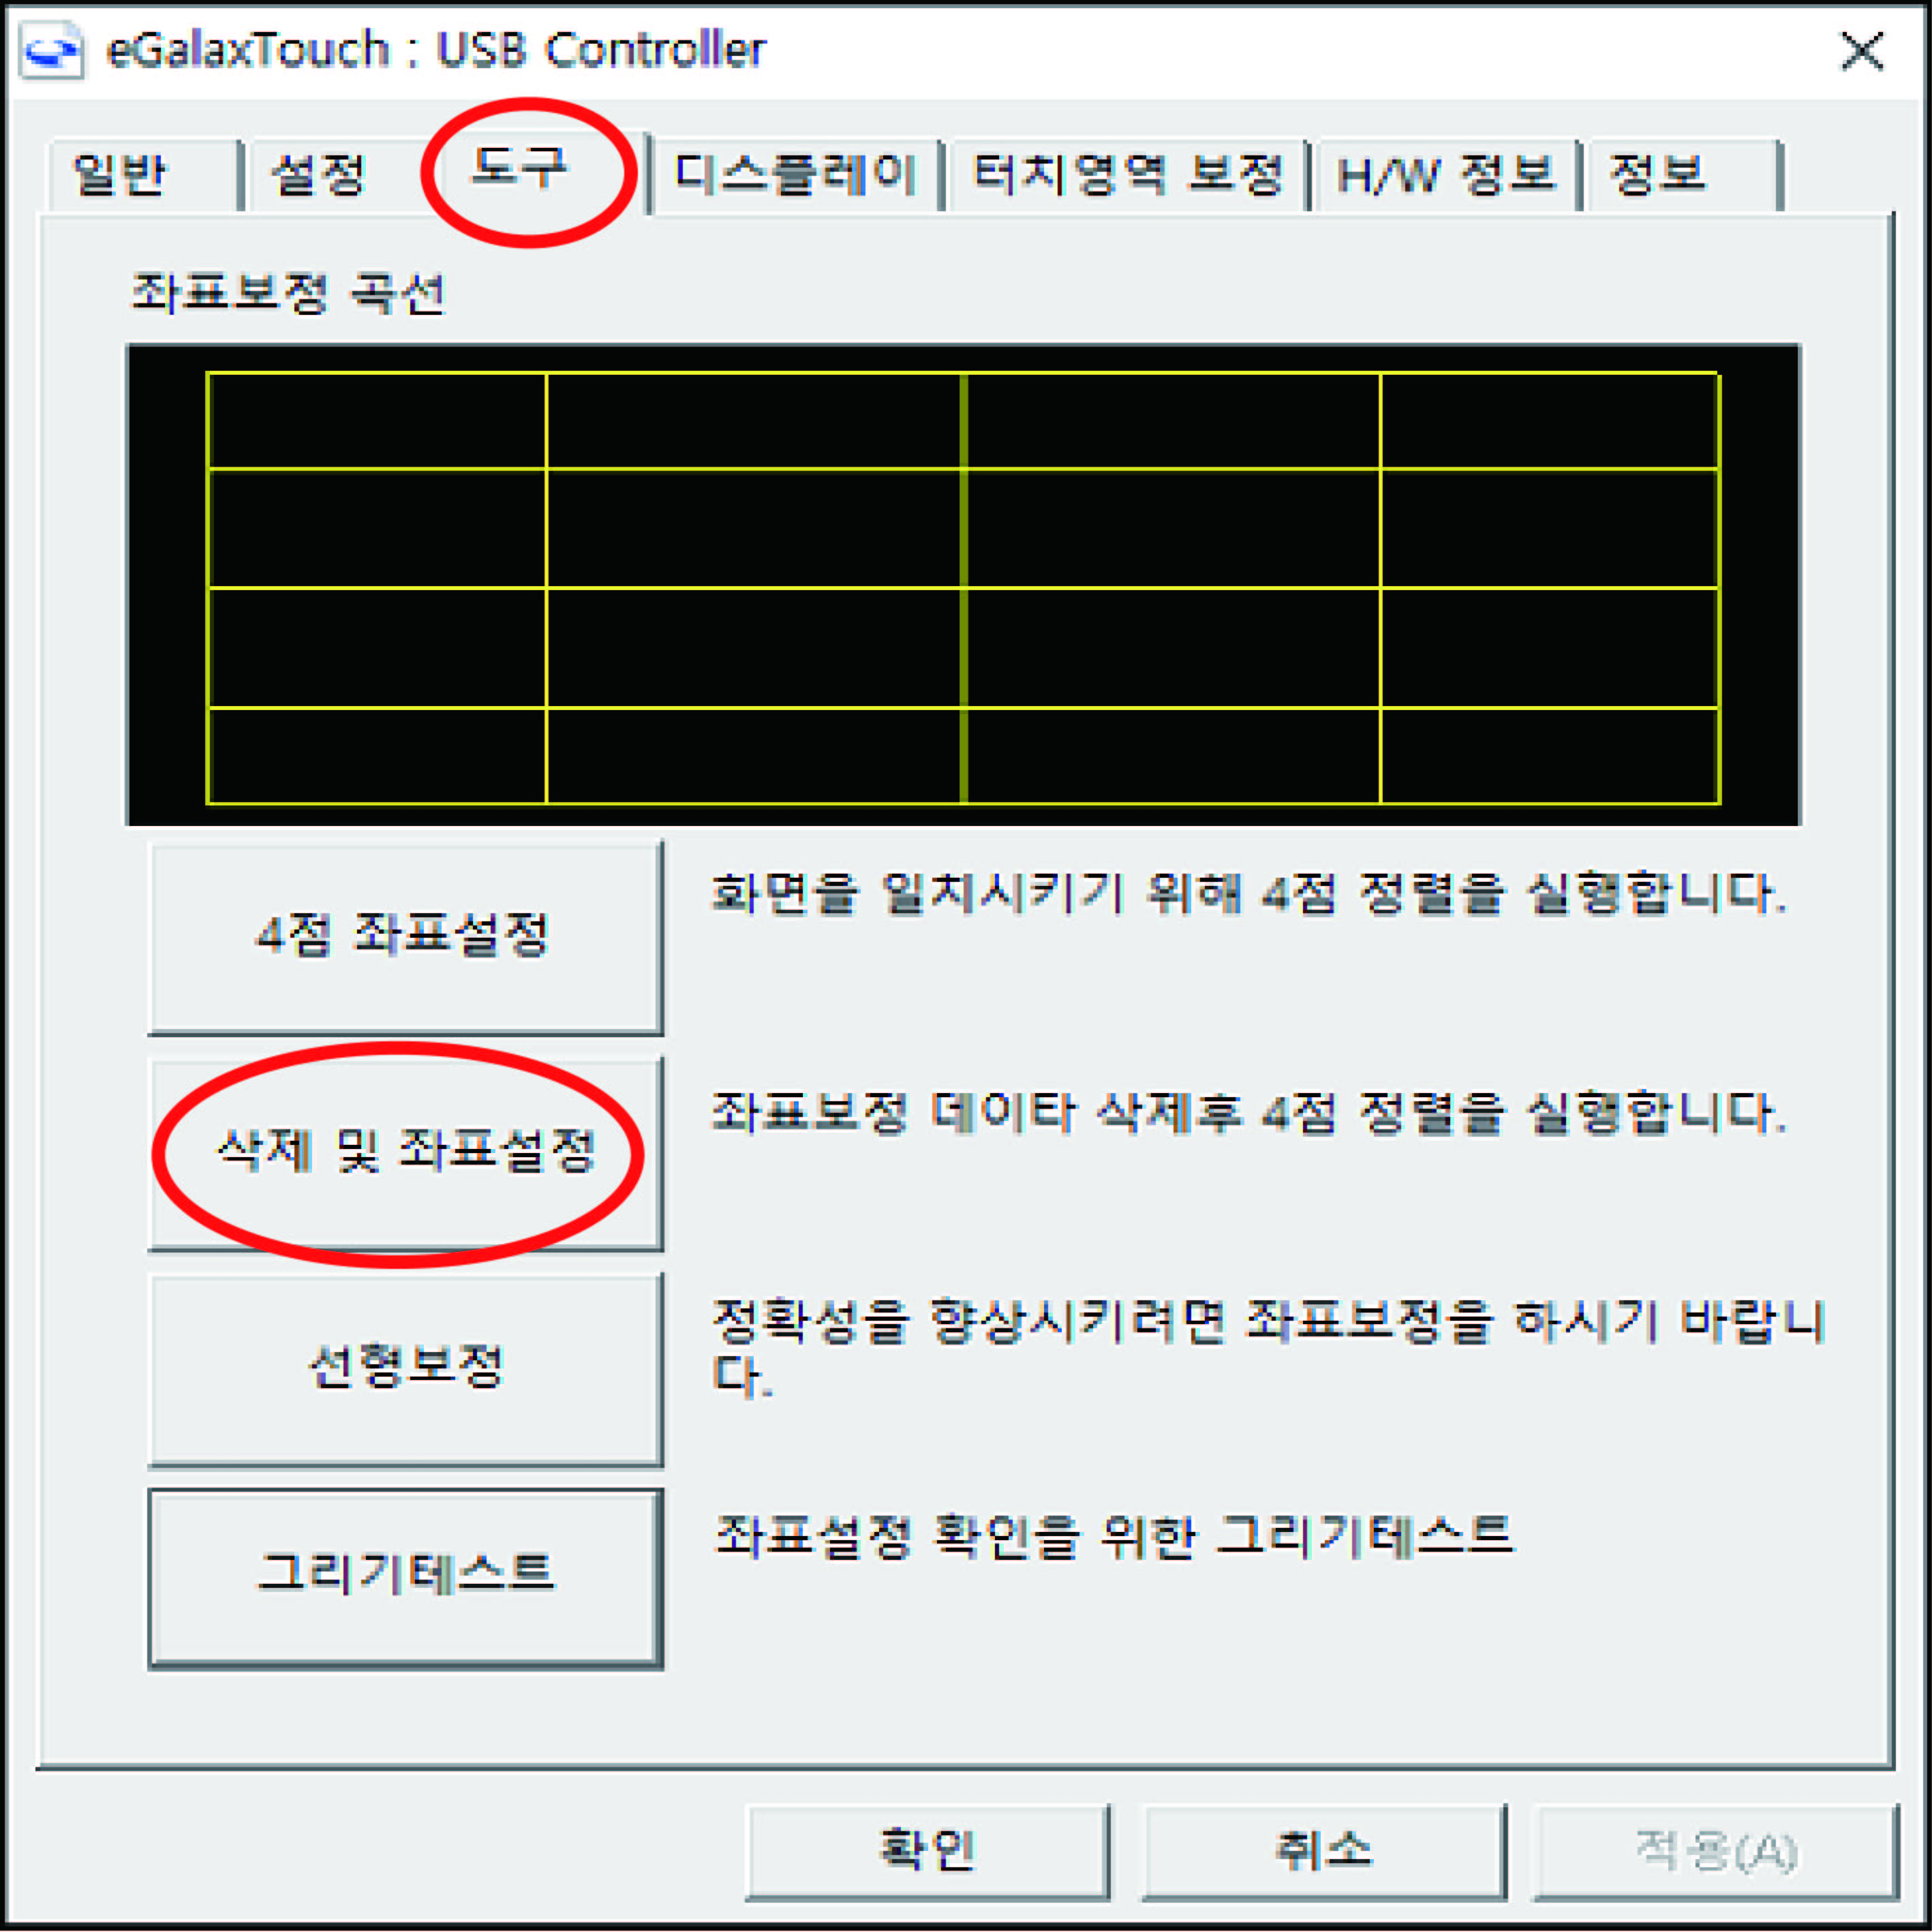 eGalaxTouch : USB Controller
일반 설정 도구 디스플레이 터치영역 보정 H/W 정보 정보
좌표보정 곡선
4점 좌표설정
화면을 일치시키기 위해 4점 정렬을 실행합니다.
삭제 및 좌표설정
좌표보정 데이타 삭제후 4점 정렬을 실행합니다.
선형보정
정확성을 향상시키려면 좌표보정을 하시기 바랍니
다.
그리기테스트
좌표설정 확인을 위한 그리기테스트
확인 취소 적용(A)